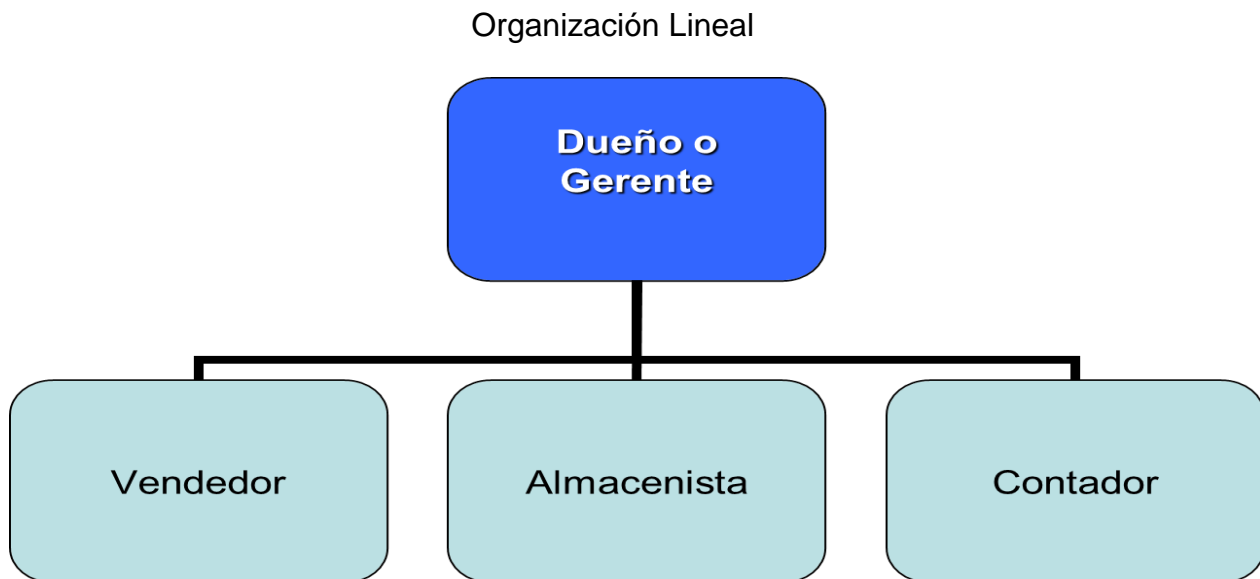 Organización Lineal
Dueño o
Gerente
Vendedor
Almacenista
Contador